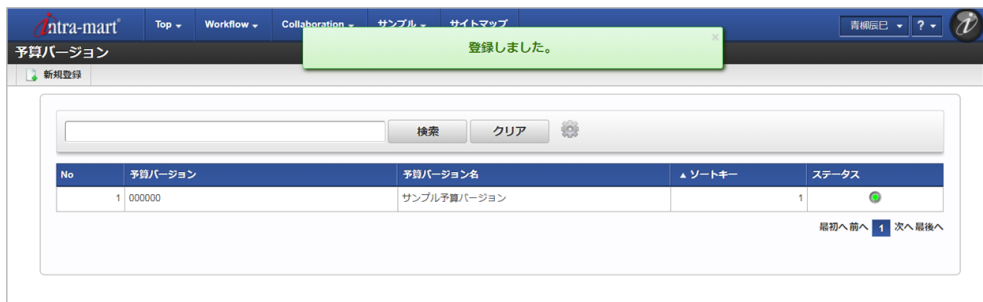 intra-mart® Top Workflow Collaboration サンプル サイトマップ 青柳辰巳 ?
登録しました。 ×
予算バージョン
新規登録
検索 クリア
No 予算バージョン 予算バージョン名 ▲ ソートキー ステータス
1 000000 サンプル予算バージョン 1
最初へ 前へ 1 次へ 最後へ